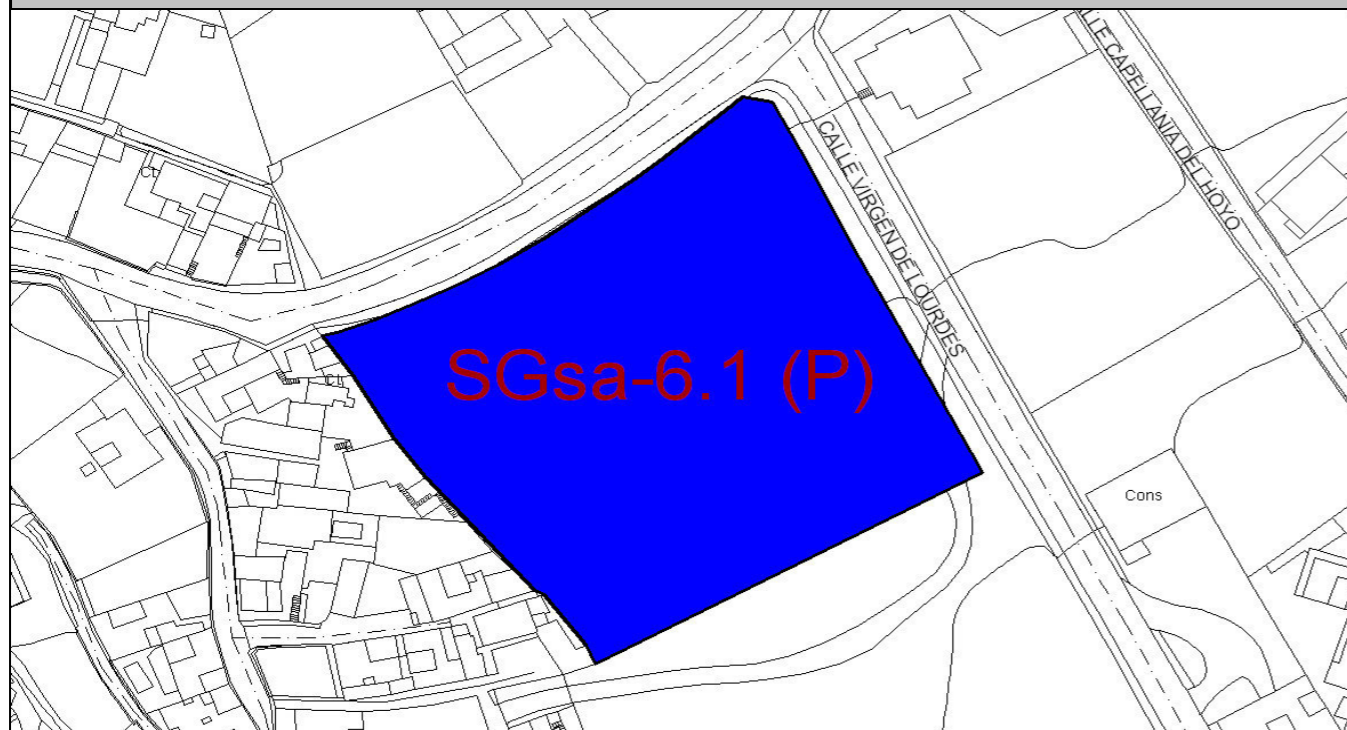 CALLE CAPELLANIA DEL HOYO
CALLE VIRGEN DE LOURDES
SGsa-6.1 (P)
Cons